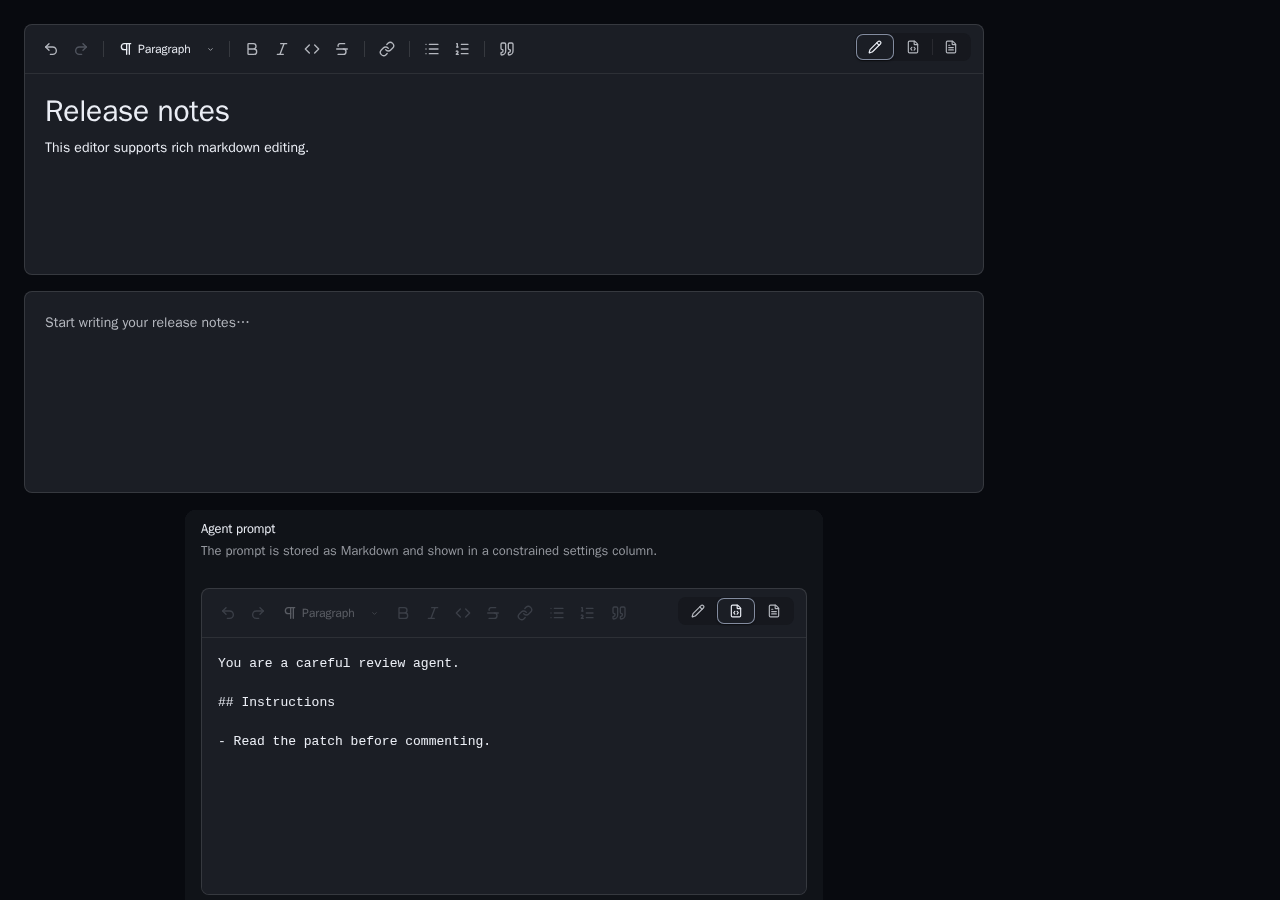 Paragraph
Release notes
This editor supports rich markdown editing.
Start writing your release notes…
Agent prompt
The prompt is stored as Markdown and shown in a constrained settings column.
Paragraph
You are a careful review agent.
## Instructions
- Read the patch before commenting.